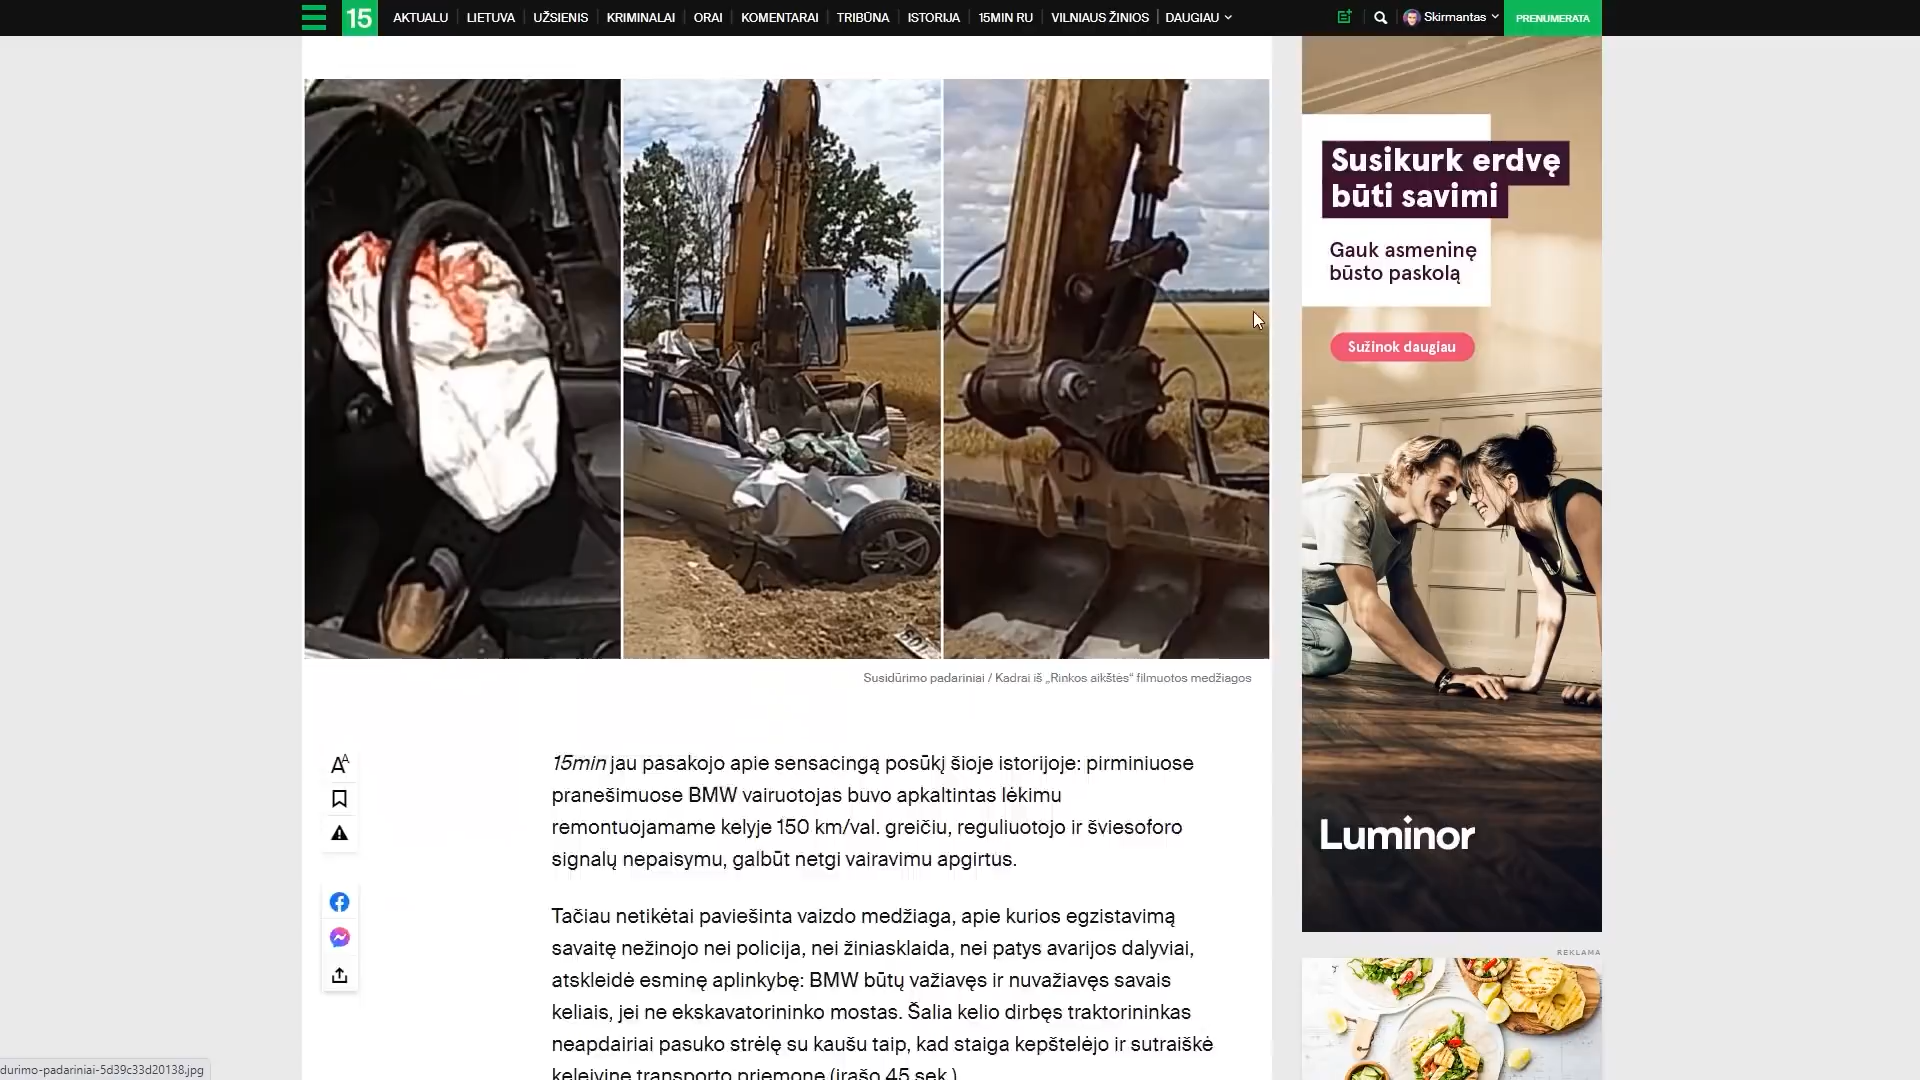 15
AKTUALU
LIETUVA
UŽSIENIS
KRIMINALAI
ORAI
KOMENTARAI
TRIBŪNA
ISTORIJA
15MIN RU
VILNIAUS ŽINIOS
DAUGIAU
Skirmantas
PRENUMERATA
Susidūrimo padariniai / Kadrai iš „Rinkos aikštės“ filmuotos medžiagos
15min jau pasakojo apie sensacingą posūkį šioje istorijoje: pirminiuose
pranešimuose BMW vairuotojas buvo apkaltintas lėkimu
remontuojamame kelyje 150 km/val. greičiu, reguliuotojo ir šviesoforo
signalų nepaisymu, galbūt netgi vairavimu apgirtus.
Tačiau netikėtai paviešinta vaizdo medžiaga, apie kurios egzistavimą
savaitę nežinojo nei policija, nei žiniasklaida, nei patys avarijos dalyviai,
atskleidė esminę aplinkybę: BMW būtų važiavęs ir nuvažiavęs savais
keliais, jei ne ekskavatorininko mostas. Šalia kelio dirbęs traktorininkas
neapdairiai pasuko strėlę su kaušu taip, kad staiga kepštelėjo ir sutraiškė
keleivinę transporto priemonę (įrašo 45 sek.).
Susikurk erdvę
būti savimi
Gauk asmeninę
būsto paskolą
Sužinok daugiau
Luminor
REKLAMA
durimo-padariniai-5d39c33d20138.jpg